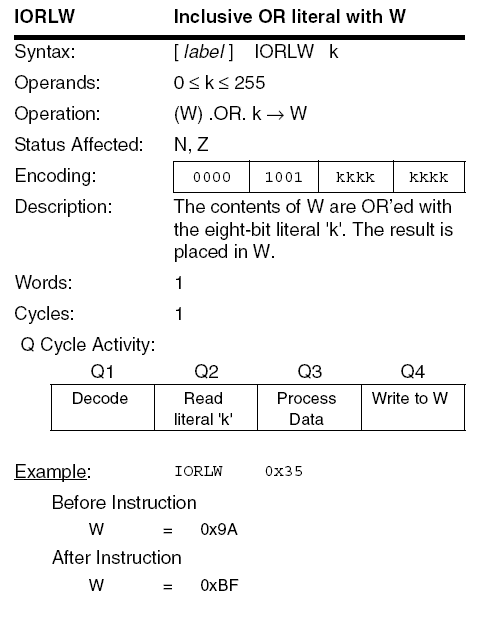 IORLW Inclusive OR literal with W
Syntax: [ label ] IORLW k
Operands: 0 ≤ k ≤ 255
Operation: (W) .OR. k → W
Status Affected: N, Z
Encoding: 0000 1001 kkkk kkkk
Description: The contents of W are OR'ed with
the eight-bit literal 'k'. The result is
placed in W.
Words: 1
Cycles: 1
Q Cycle Activity:
Q1 Q2 Q3 Q4
Decode Read Process Write to W
literal 'k' Data
Example: IORLW 0x35
Before Instruction
W = 0x9A
After Instruction
W = 0xBF